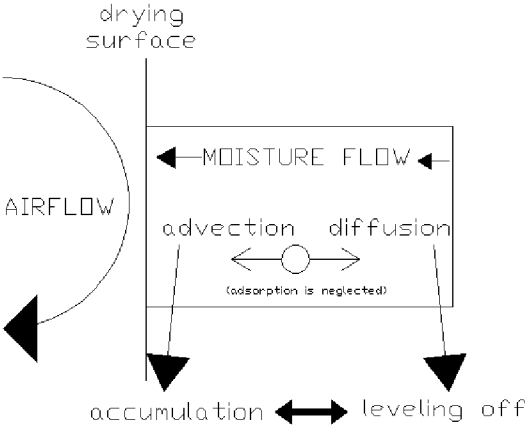 drying
surface
MOISTURE FLOW
AIRFLOW
advection diffusion
(adsorption is neglected)
accumulation leveling off